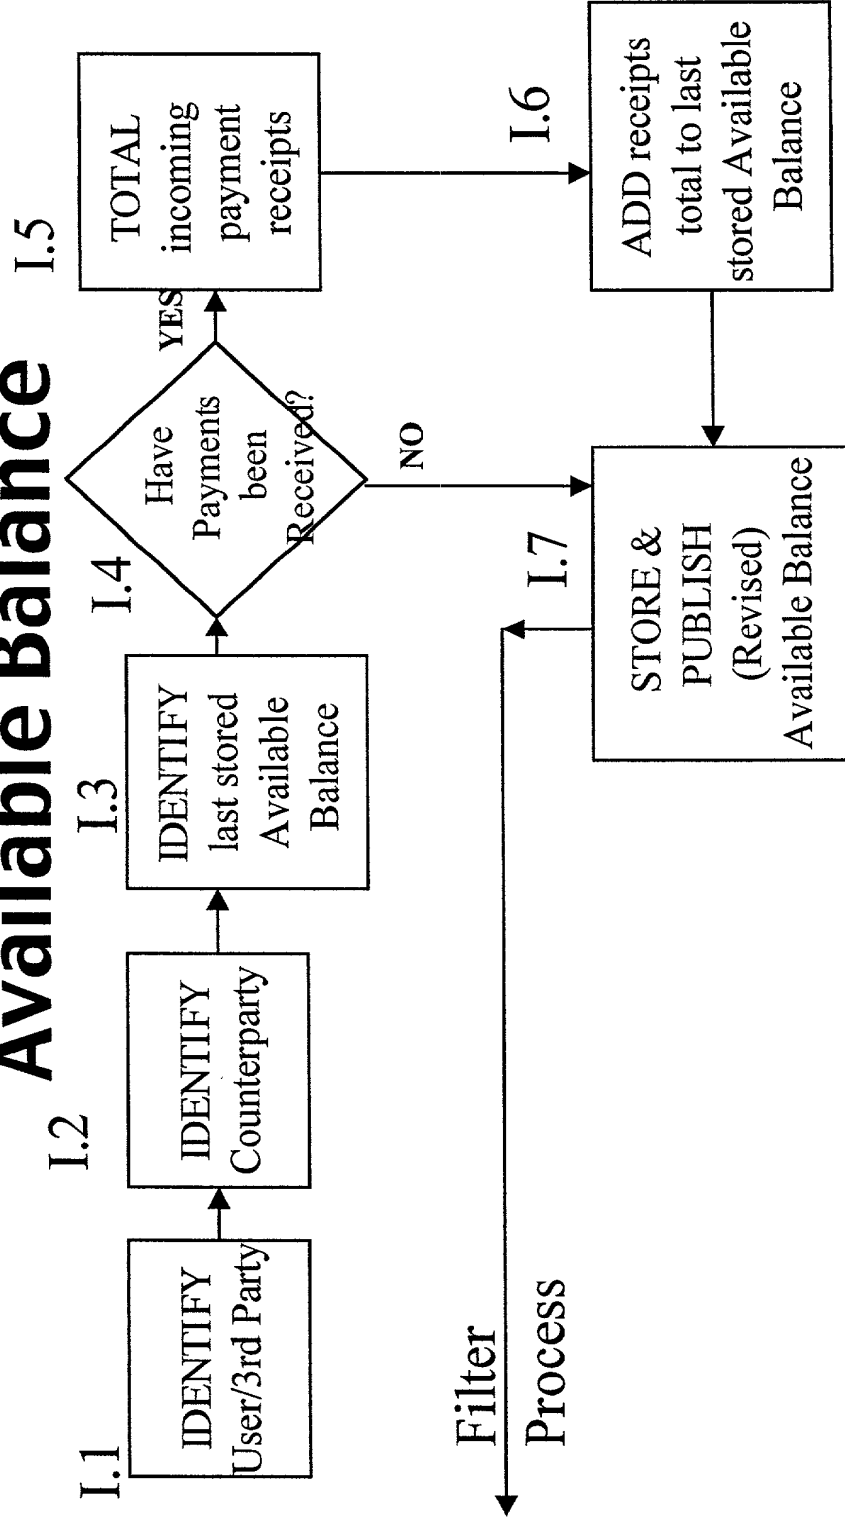 Available Balance
I.1
IDENTIFY
User/3rd Party
I.2
IDENTIFY
Counterparty
I.3
IDENTIFY
last stored
Available
Balance
I.4
Have
Payments
been
Received?
YES
NO
I.5
TOTAL
incoming
payment
receipts
I.6
ADD receipts
total to last
stored Available
Balance
I.7
STORE &
PUBLISH
(Revised)
Available Balance
Filter
Process